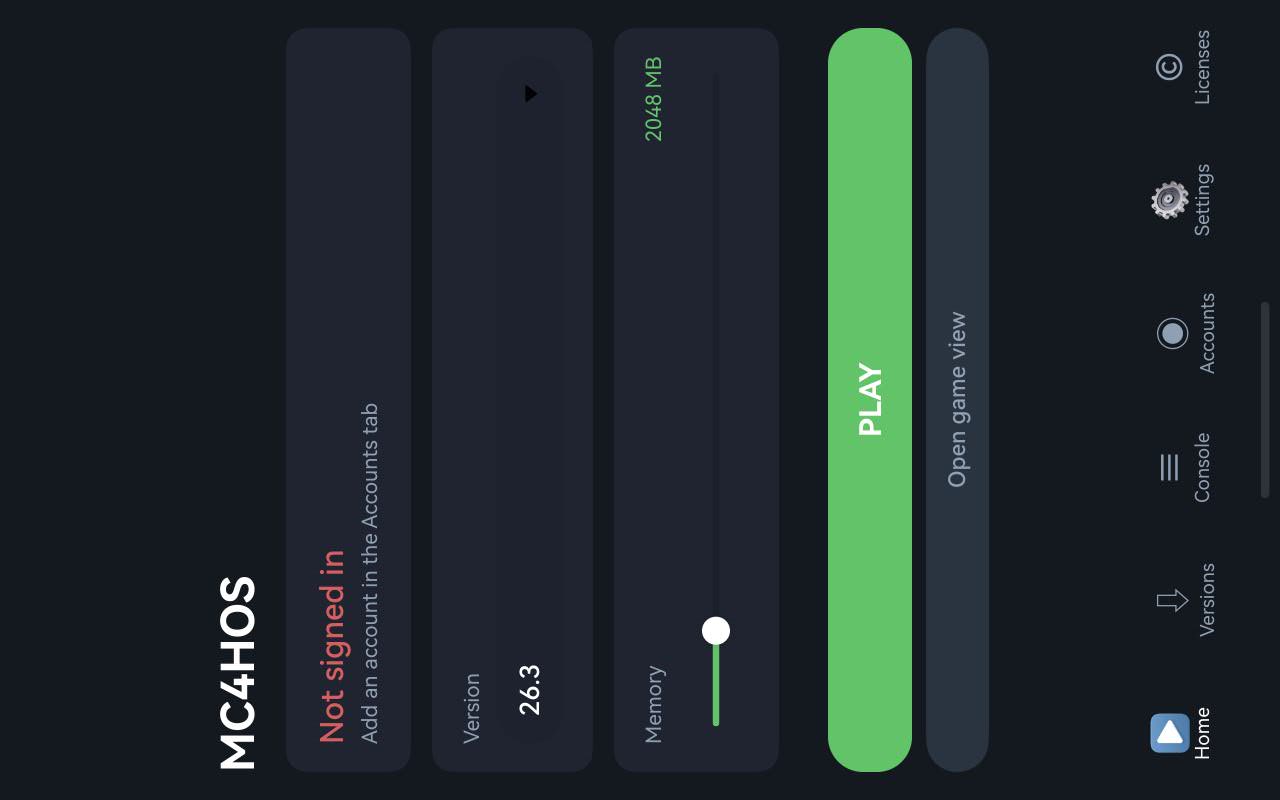 MC4HOS
Not signed in
Add an account in the Accounts tab
Version
26.3
Memory
2048 MB
PLAY
Open game view
Home
Versions
Console
Accounts
Settings
Licenses